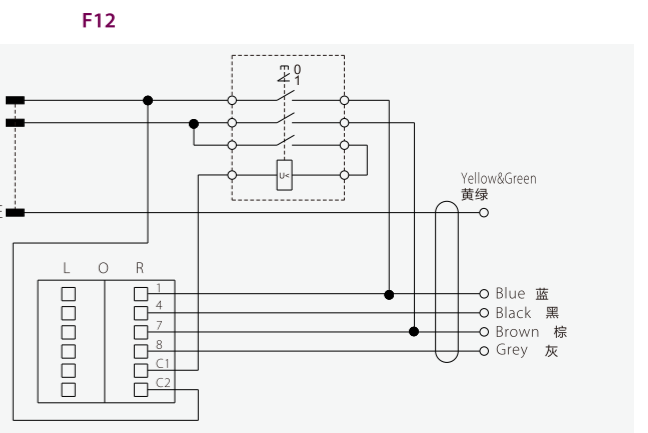 F12
0
1
U<
Yellow&Green
黄绿
E
L O R
1
Blue 蓝
4
Black 黑
7
Brown 棕
8
Grey 灰
C1
C2